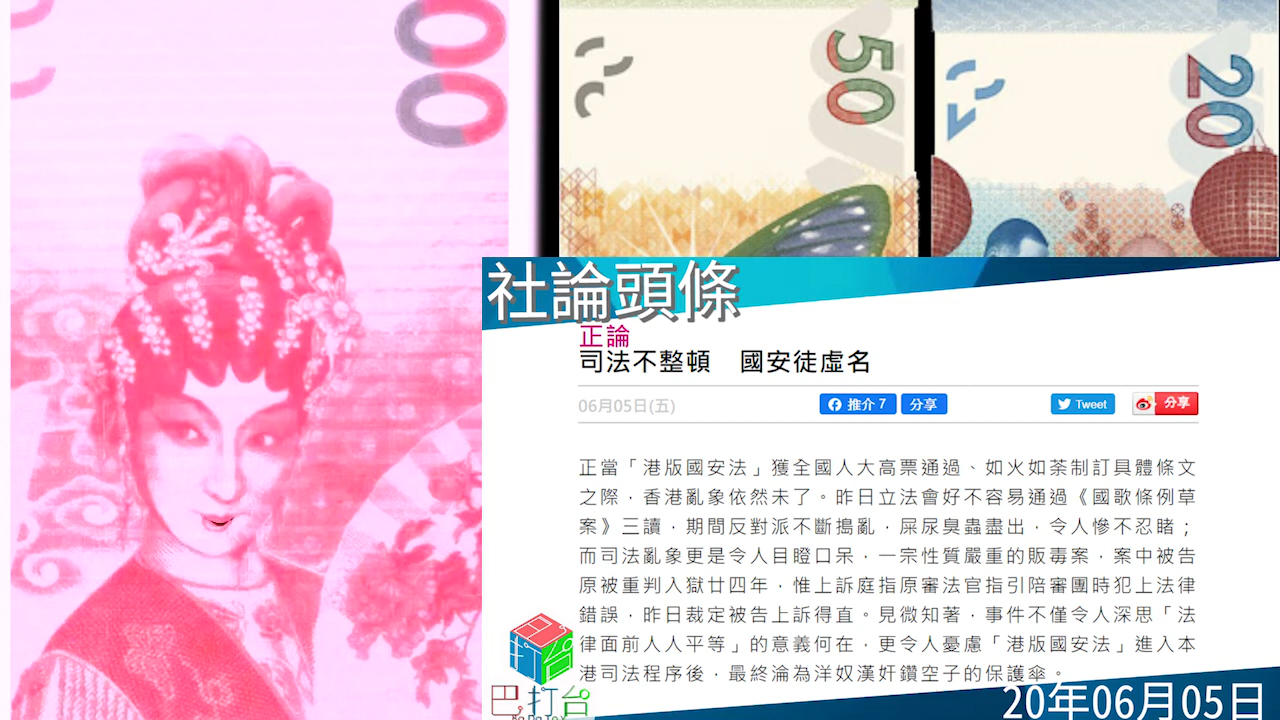 00
50
20
社論頭條
正論
司法不整頓　國安徒虛名
06月05日(五)
推介 7
分享
Tweet
分享
正當「港版國安法」獲全國人大高票通過、如火如荼制訂具體條文
之際，香港亂象依然未了。昨日立法會好不容易通過《國歌條例草
案》三讀，期間反對派不斷搗亂，屎尿臭蟲盡出，令人慘不忍睹；
而司法亂象更是令人目瞪口呆，一宗性質嚴重的販毒案，案中被告
原被重判入獄廿四年，惟上訴庭指原審法官指引陪審團時犯上法律
錯誤，昨日裁定被告上訴得直。見微知著，事件不僅令人深思「法
律面前人人平等」的意義何在，更令人憂慮「港版國安法」進入本
港司法程序後，最終淪為洋奴漢奸鑽空子的保護傘。
巴打台
20年06月05日